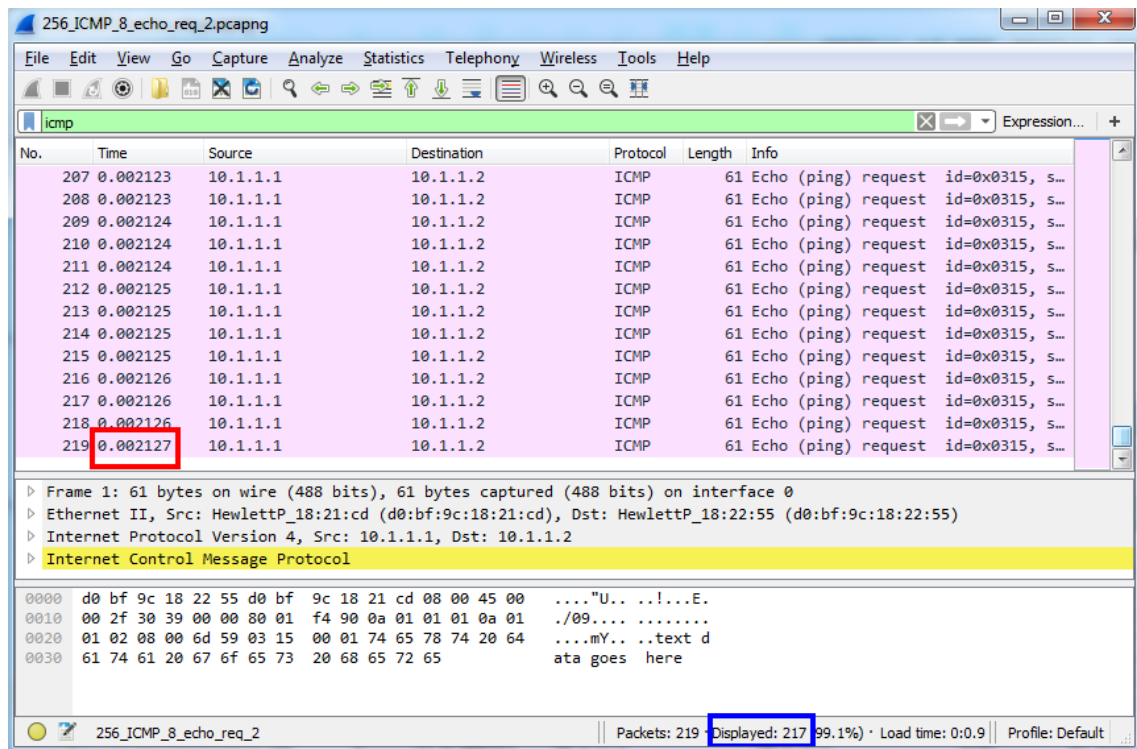 256_ICMP_8_echo_req_2.pcapng
File Edit View Go Capture Analyze Statistics Telephony Wireless Tools Help
icmp Expression... +
No. Time Source Destination Protocol Length Info
207 0.002123 10.1.1.1 10.1.1.2 ICMP 61 Echo (ping) request id=0x0315, s…
208 0.002123 10.1.1.1 10.1.1.2 ICMP 61 Echo (ping) request id=0x0315, s…
209 0.002124 10.1.1.1 10.1.1.2 ICMP 61 Echo (ping) request id=0x0315, s…
210 0.002124 10.1.1.1 10.1.1.2 ICMP 61 Echo (ping) request id=0x0315, s…
211 0.002124 10.1.1.1 10.1.1.2 ICMP 61 Echo (ping) request id=0x0315, s…
212 0.002125 10.1.1.1 10.1.1.2 ICMP 61 Echo (ping) request id=0x0315, s…
213 0.002125 10.1.1.1 10.1.1.2 ICMP 61 Echo (ping) request id=0x0315, s…
214 0.002125 10.1.1.1 10.1.1.2 ICMP 61 Echo (ping) request id=0x0315, s…
215 0.002125 10.1.1.1 10.1.1.2 ICMP 61 Echo (ping) request id=0x0315, s…
216 0.002126 10.1.1.1 10.1.1.2 ICMP 61 Echo (ping) request id=0x0315, s…
217 0.002126 10.1.1.1 10.1.1.2 ICMP 61 Echo (ping) request id=0x0315, s…
218 0.002126 10.1.1.1 10.1.1.2 ICMP 61 Echo (ping) request id=0x0315, s…
219 0.002127 10.1.1.1 10.1.1.2 ICMP 61 Echo (ping) request id=0x0315, s…
Frame 1: 61 bytes on wire (488 bits), 61 bytes captured (488 bits) on interface 0
Ethernet II, Src: HewlettP_18:21:cd (d0:bf:9c:18:21:cd), Dst: HewlettP_18:22:55 (d0:bf:9c:18:22:55)
Internet Protocol Version 4, Src: 10.1.1.1, Dst: 10.1.1.2
Internet Control Message Protocol
0000 d0 bf 9c 18 22 55 d0 bf 9c 18 21 cd 08 00 45 00 ...."U.. ..!...E.
0010 00 2f 30 39 00 00 80 01 f4 90 0a 01 01 01 0a 01 ./09.... ........
0020 01 02 08 00 6d 59 03 15 00 01 74 65 78 74 20 64 ....mY.. ..text d
0030 61 74 61 20 67 6f 65 73 20 68 65 72 65 ata goes here
256_ICMP_8_echo_req_2 Packets: 219 · Displayed: 217 (99.1%) · Load time: 0:0.9 Profile: Default